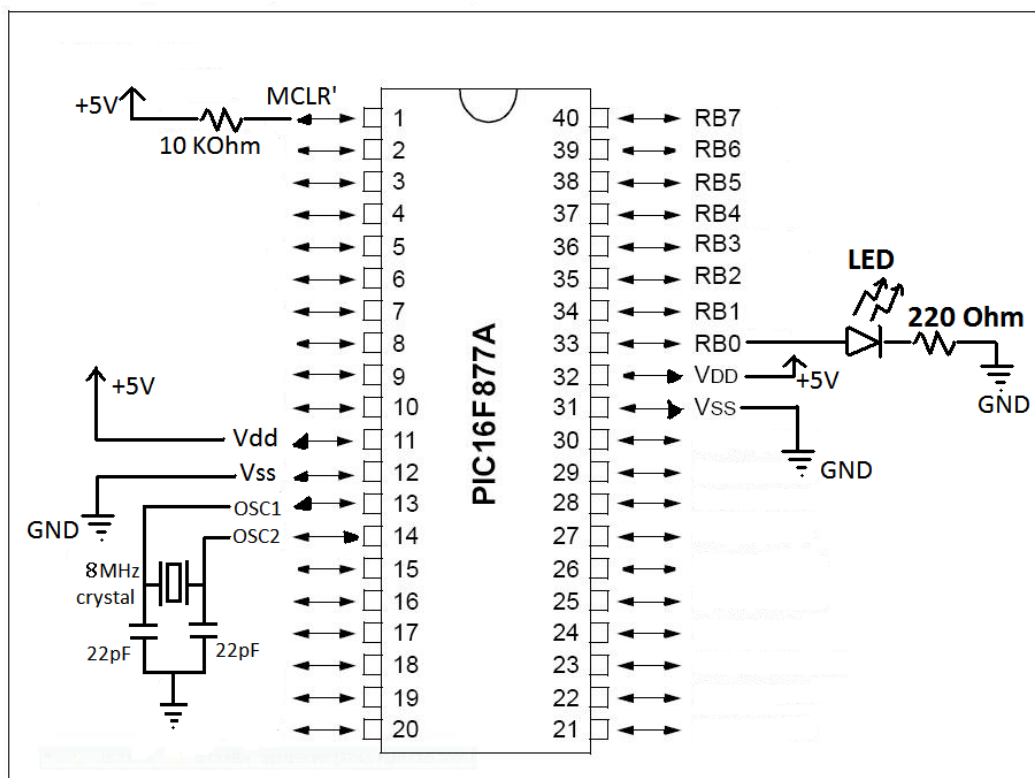 +5V
MCLR'
10 KOhm
1
2
3
4
5
6
7
8
9
10
11
12
13
14
15
16
17
18
19
20
PIC16F877A
40
39
38
37
36
35
34
33
32
31
30
29
28
27
26
25
24
23
22
21
RB7
RB6
RB5
RB4
RB3
RB2
RB1
RB0
VDD
VSS
LED
220 Ohm
GND
+5V
GND
+5V
Vdd
Vss
OSC1
OSC2
GND
8MHz
crystal
22pF
22pF